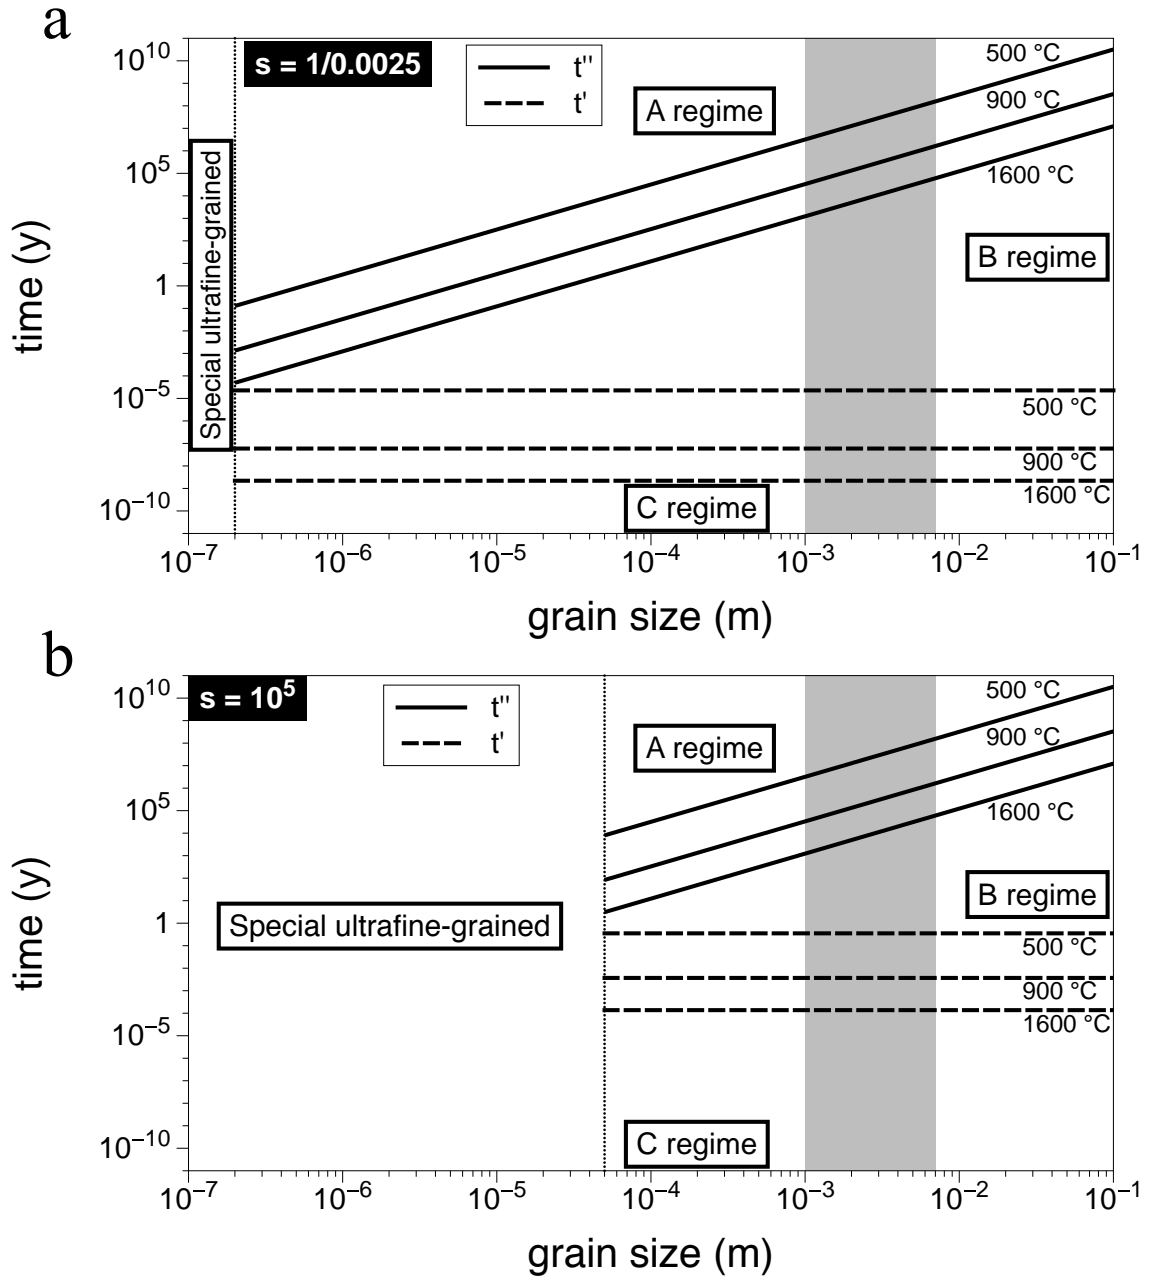 a
s = 1/0.0025
t''
t'
A regime
500 °C
900 °C
1600 °C
B regime
Special ultrafine-grained
500 °C
900 °C
1600 °C
C regime
10^10
10^5
1
10^−5
10^−10
time (y)
10^−7 10^−6 10^−5 10^−4 10^−3 10^−2 10^−1
grain size (m)
b
s = 10^5
t''
t'
A regime
500 °C
900 °C
1600 °C
B regime
Special ultrafine-grained
500 °C
900 °C
1600 °C
C regime
10^10
10^5
1
10^−5
10^−10
time (y)
10^−7 10^−6 10^−5 10^−4 10^−3 10^−2 10^−1
grain size (m)